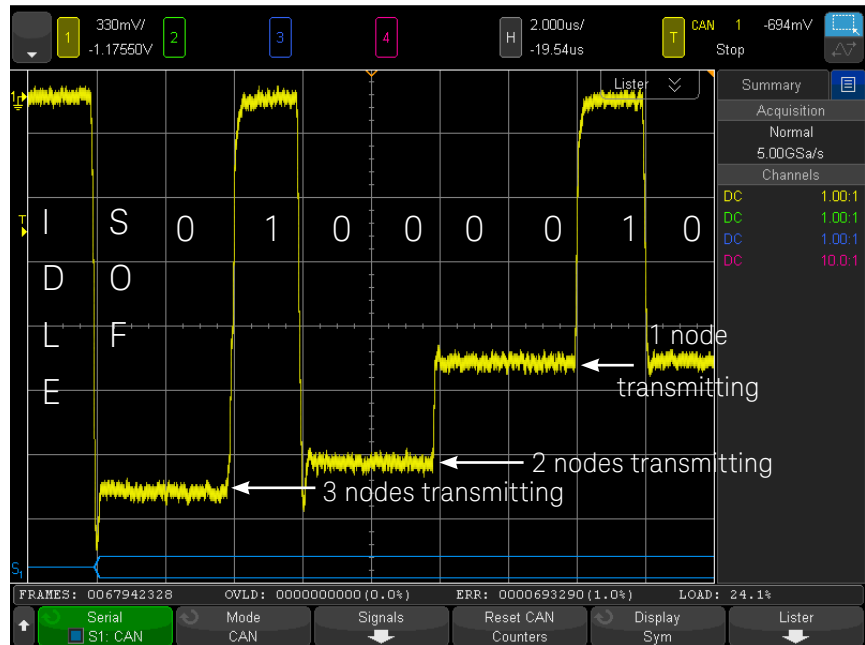 330mV/
1
-1.17550V
2
3
4
H
2.000us/
-19.54us
T
CAN 1 -694mV
Stop
Lister
Summary
Acquisition
Normal
5.00GSa/s
Channels
DC 1.00:1
DC 1.00:1
DC 1.00:1
DC 10.0:1
1
T
I S 0 1 0 0 0 0 1 0
D O
L F
E
1 node
transmitting
2 nodes transmitting
3 nodes transmitting
S1
FRAMES: 0067942328 OVLD: 0000000000(0.0%) ERR: 0000693290(1.0%) LOAD: 24.1%
Serial
S1: CAN
Mode
CAN
Signals
Reset CAN
Counters
Display
Sym
Lister